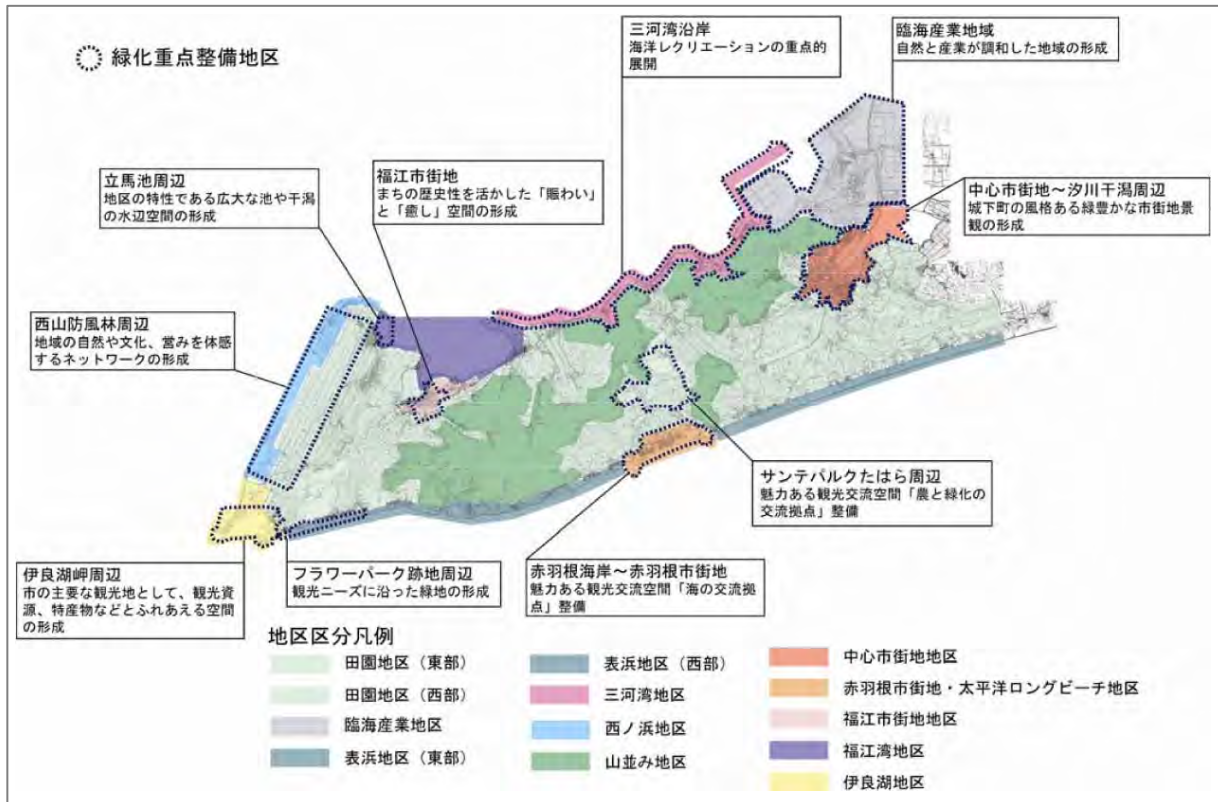 緑化重点整備地区
三河湾沿岸
海洋レクリエーションの重点的
展開
臨海産業地域
自然と産業が調和した地域の形成
立馬池周辺
地区の特性である広大な池や干潟
の水辺空間の形成
福江市街地
まちの歴史性を活かした「賑わい」
と「癒し」空間の形成
中心市街地～汐川干潟周辺
城下町の風格ある緑豊かな市街地景
観の形成
西山防風林周辺
地域の自然や文化、営みを体感
するネットワークの形成
サンテパルクたはら周辺
魅力ある観光交流空間「農と緑化の
交流拠点」整備
伊良湖岬周辺
市の主要な観光地として、観光資
源、特産物などとふれあえる空間
の形成
フラワーパーク跡地周辺
観光ニーズに沿った緑地の形成
赤羽根海岸～赤羽根市街地
魅力ある観光交流空間「海の交流拠
点」整備
地区区分凡例
田園地区（東部）
田園地区（西部）
臨海産業地区
表浜地区（東部）
表浜地区（西部）
三河湾地区
西ノ浜地区
山並み地区
中心市街地地区
赤羽根市街地・太平洋ロングビーチ地区
福江市街地地区
福江湾地区
伊良湖地区